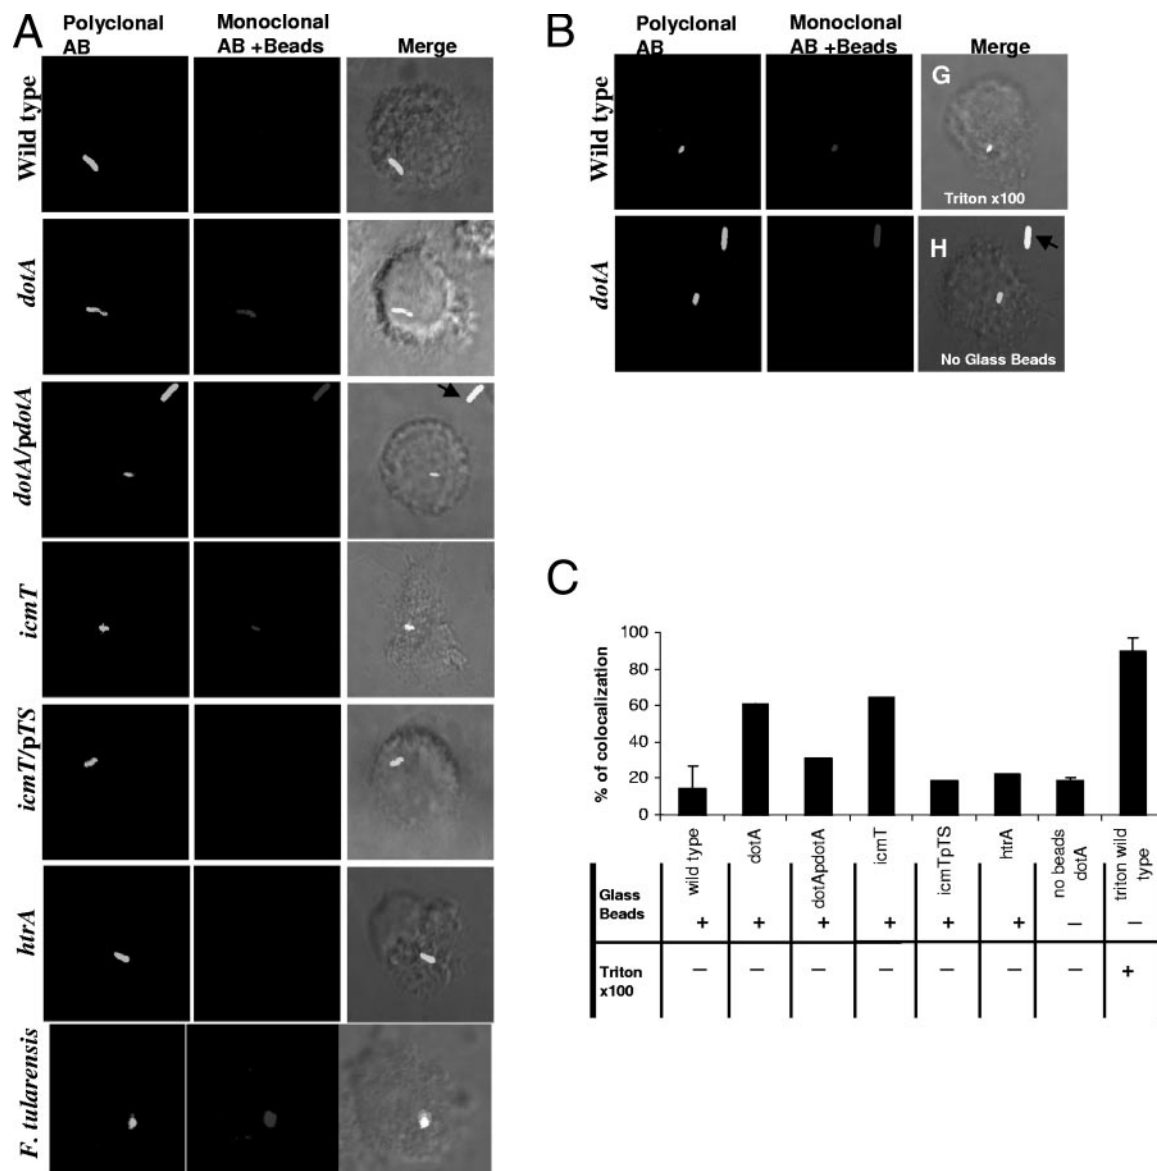 A
Polyclonal
AB
Monoclonal
AB +Beads
Merge
Wild type
dotA
dotA/pdotA
icmT
icmT/pTS
htrA
F. tularensis
B
Polyclonal
AB
Monoclonal
AB +Beads
Merge
Wild type
G
Triton x100
dotA
H
No Glass Beads
C
% of colocalization
100
80
60
40
20
0
wild type
dotA
dotApdotA
icmT
icmTpTS
htrA
no beads
dotA
triton wild
type
Glass
Beads
+ + + + + + – –
Triton
x100
– – – – – – – +